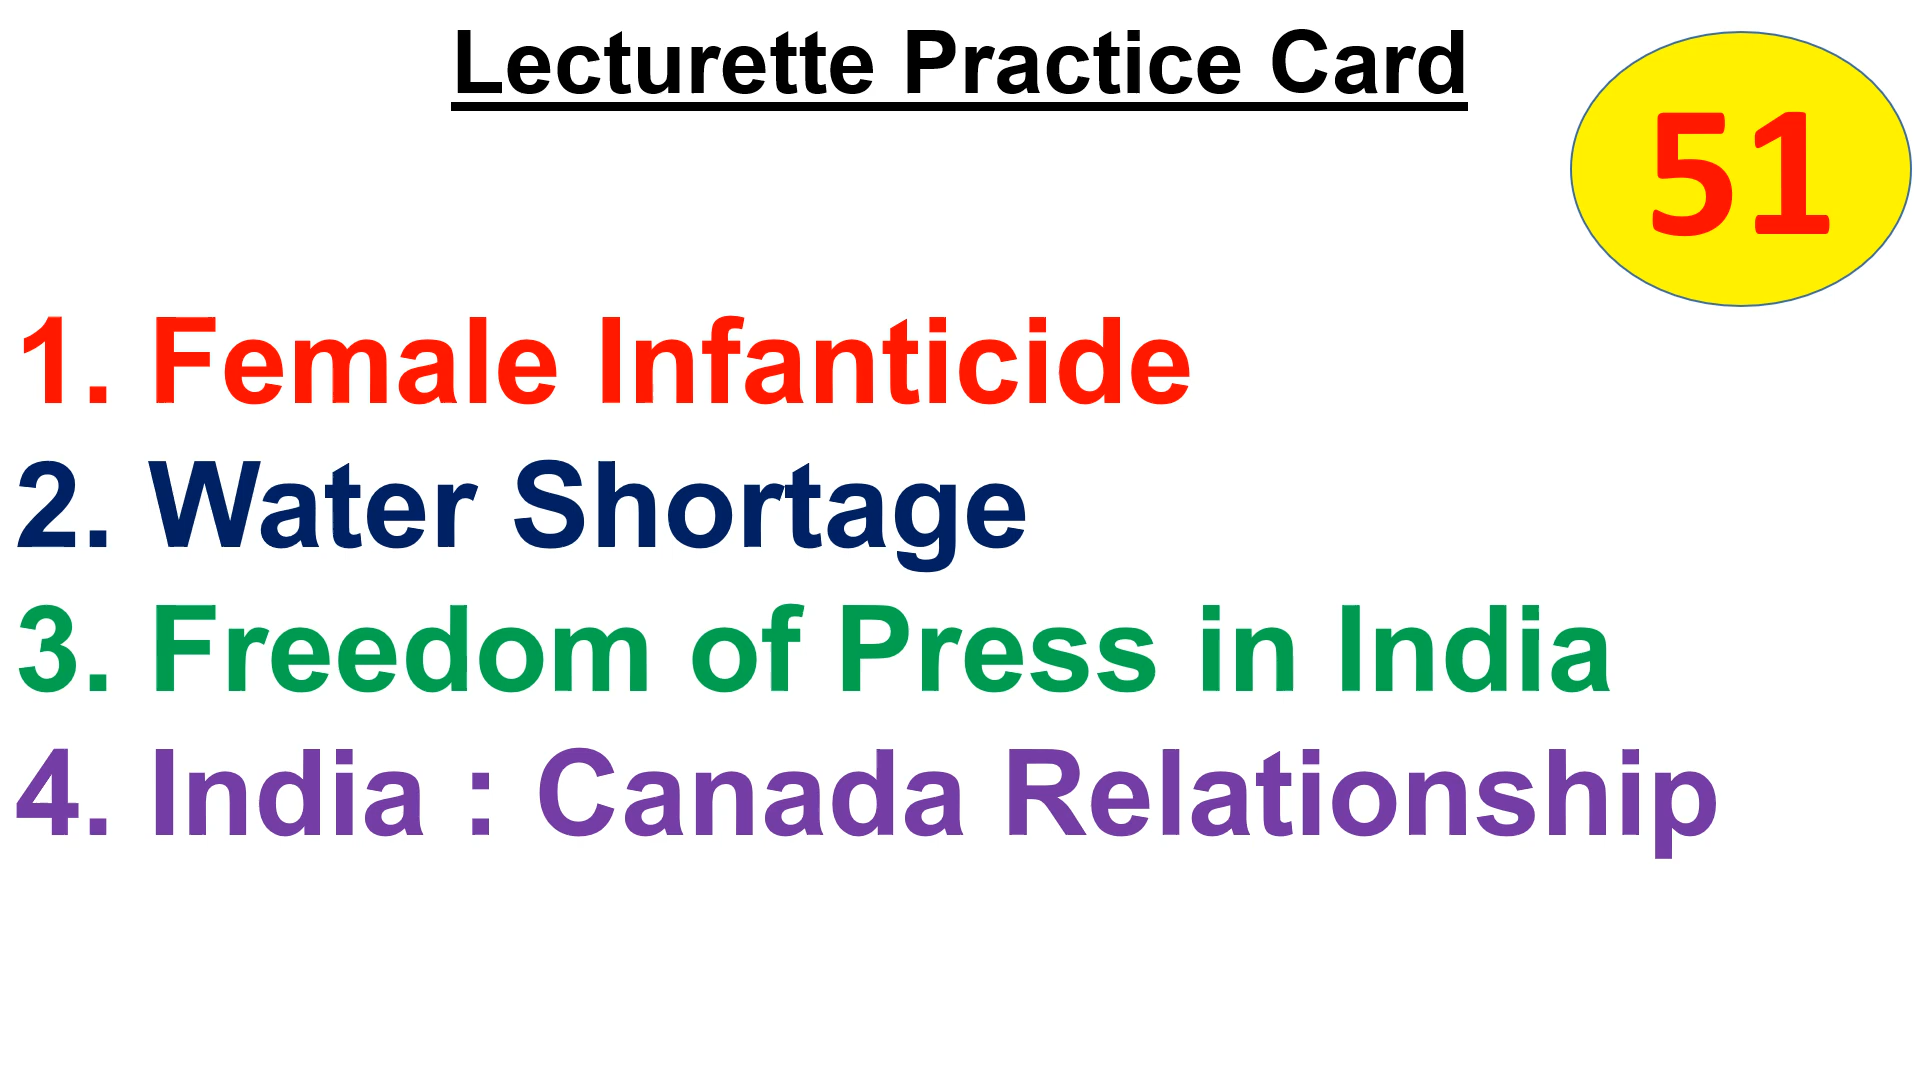 Lecturette Practice Card
51
1. Female Infanticide
2. Water Shortage
3. Freedom of Press in India
4. India : Canada Relationship